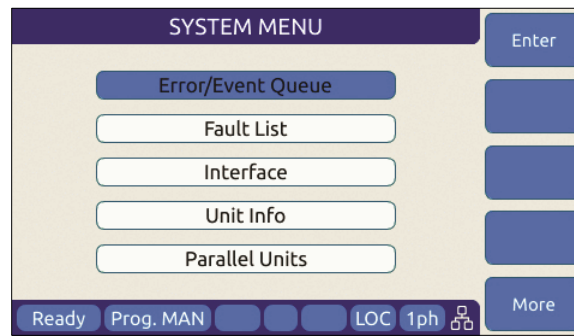 SYSTEM MENU
Enter
Error/Event Queue
Fault List
Interface
Unit Info
Parallel Units
More
Ready Prog. MAN LOC 1ph